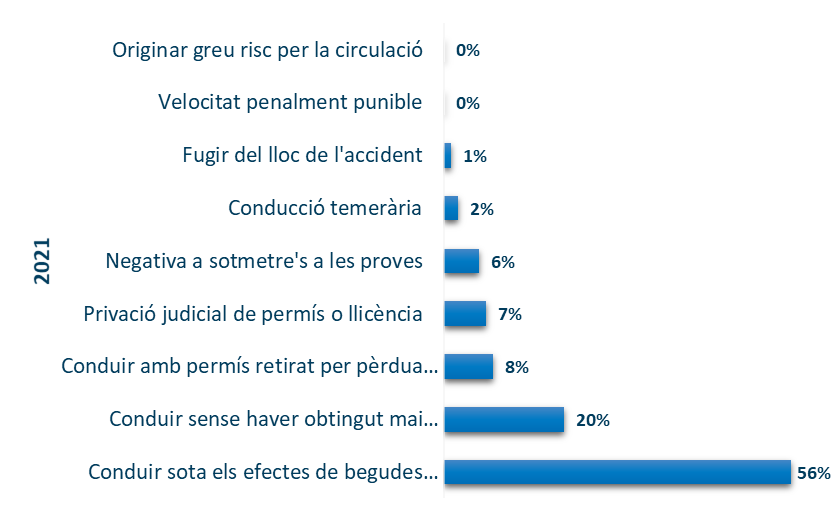 Originar greu risc per la circulació 0%
Velocitat penalment punible 0%
Fugir del lloc de l'accident 1%
Conducció temerària 2%
Negativa a sotmetre's a les proves 6%
Privació judicial de permís o llicència 7%
Conduir amb permís retirat per pèrdua... 8%
Conduir sense haver obtingut mai... 20%
Conduir sota els efectes de begudes... 56%
2021